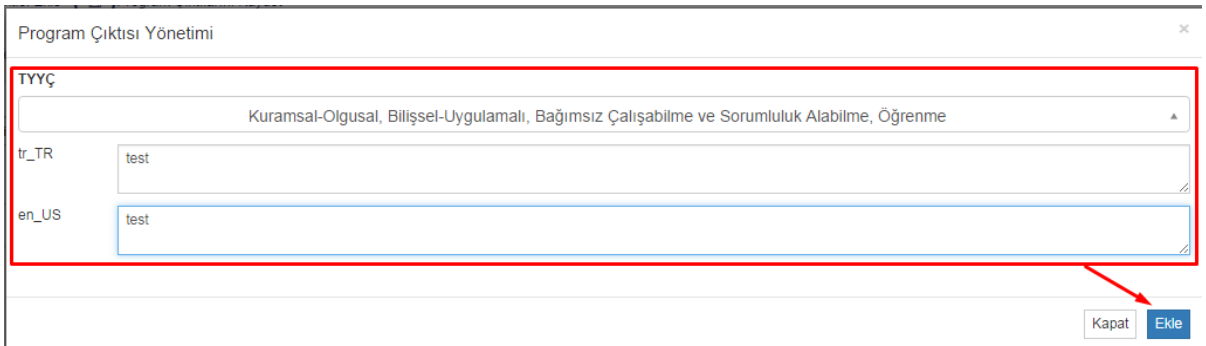 Program Çıktısı Yönetimi
×
TYYÇ
Kuramsal-Olgusal, Bilişsel-Uygulamalı, Bağımsız Çalışabilme ve Sorumluluk Alabilme, Öğrenme
tr_TR
test
en_US
test
Kapat Ekle